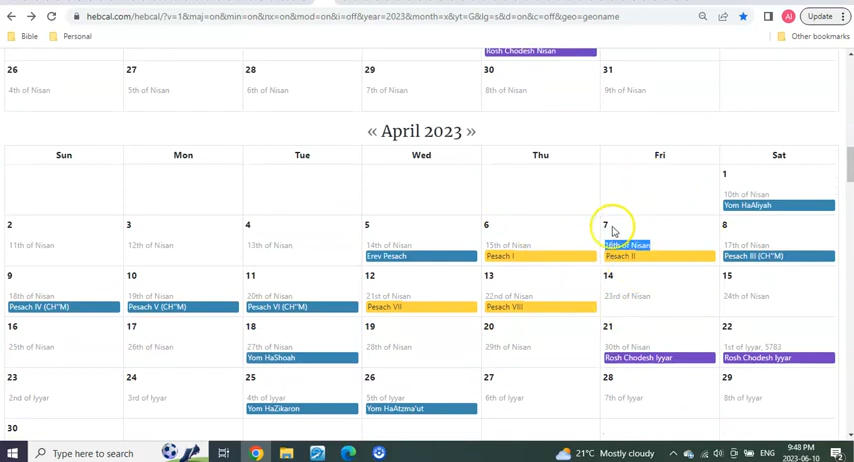 hebcal.com/hebcal/?v=1&maj=on&min=on&nx=on&mod=on&i=off&year=2023&month=x&yt=G&lg=s&d=on&c=off&geo=geoname
AI
Update
Bible
Personal
Other bookmarks
Rosh Chodesh Nisan
26 27 28 29 30 31
4th of Nisan 5th of Nisan 6th of Nisan 7th of Nisan 8th of Nisan 9th of Nisan
« April 2023 »
Sun Mon Tue Wed Thu Fri Sat
1
10th of Nisan
Yom HaAliyah
2 3 4 5 6 7 8
11th of Nisan 12th of Nisan 13th of Nisan 14th of Nisan 15th of Nisan 16th of Nisan 17th of Nisan
Erev Pesach Pesach I Pesach II Pesach III (CH''M)
9 10 11 12 13 14 15
18th of Nisan 19th of Nisan 20th of Nisan 21st of Nisan 22nd of Nisan 23rd of Nisan 24th of Nisan
Pesach IV (CH''M) Pesach V (CH''M) Pesach VI (CH''M) Pesach VII Pesach VIII
16 17 18 19 20 21 22
25th of Nisan 26th of Nisan 27th of Nisan 28th of Nisan 29th of Nisan 30th of Nisan 1st of Iyyar, 5783
Yom HaShoah Rosh Chodesh Iyyar Rosh Chodesh Iyyar
23 24 25 26 27 28 29
2nd of Iyyar 3rd of Iyyar 4th of Iyyar 5th of Iyyar 6th of Iyyar 7th of Iyyar 8th of Iyyar
Yom HaZikaron Yom HaAtzma'ut
30
Type here to search
21°C Mostly cloudy
ENG
9:48 PM
2023-06-10
2